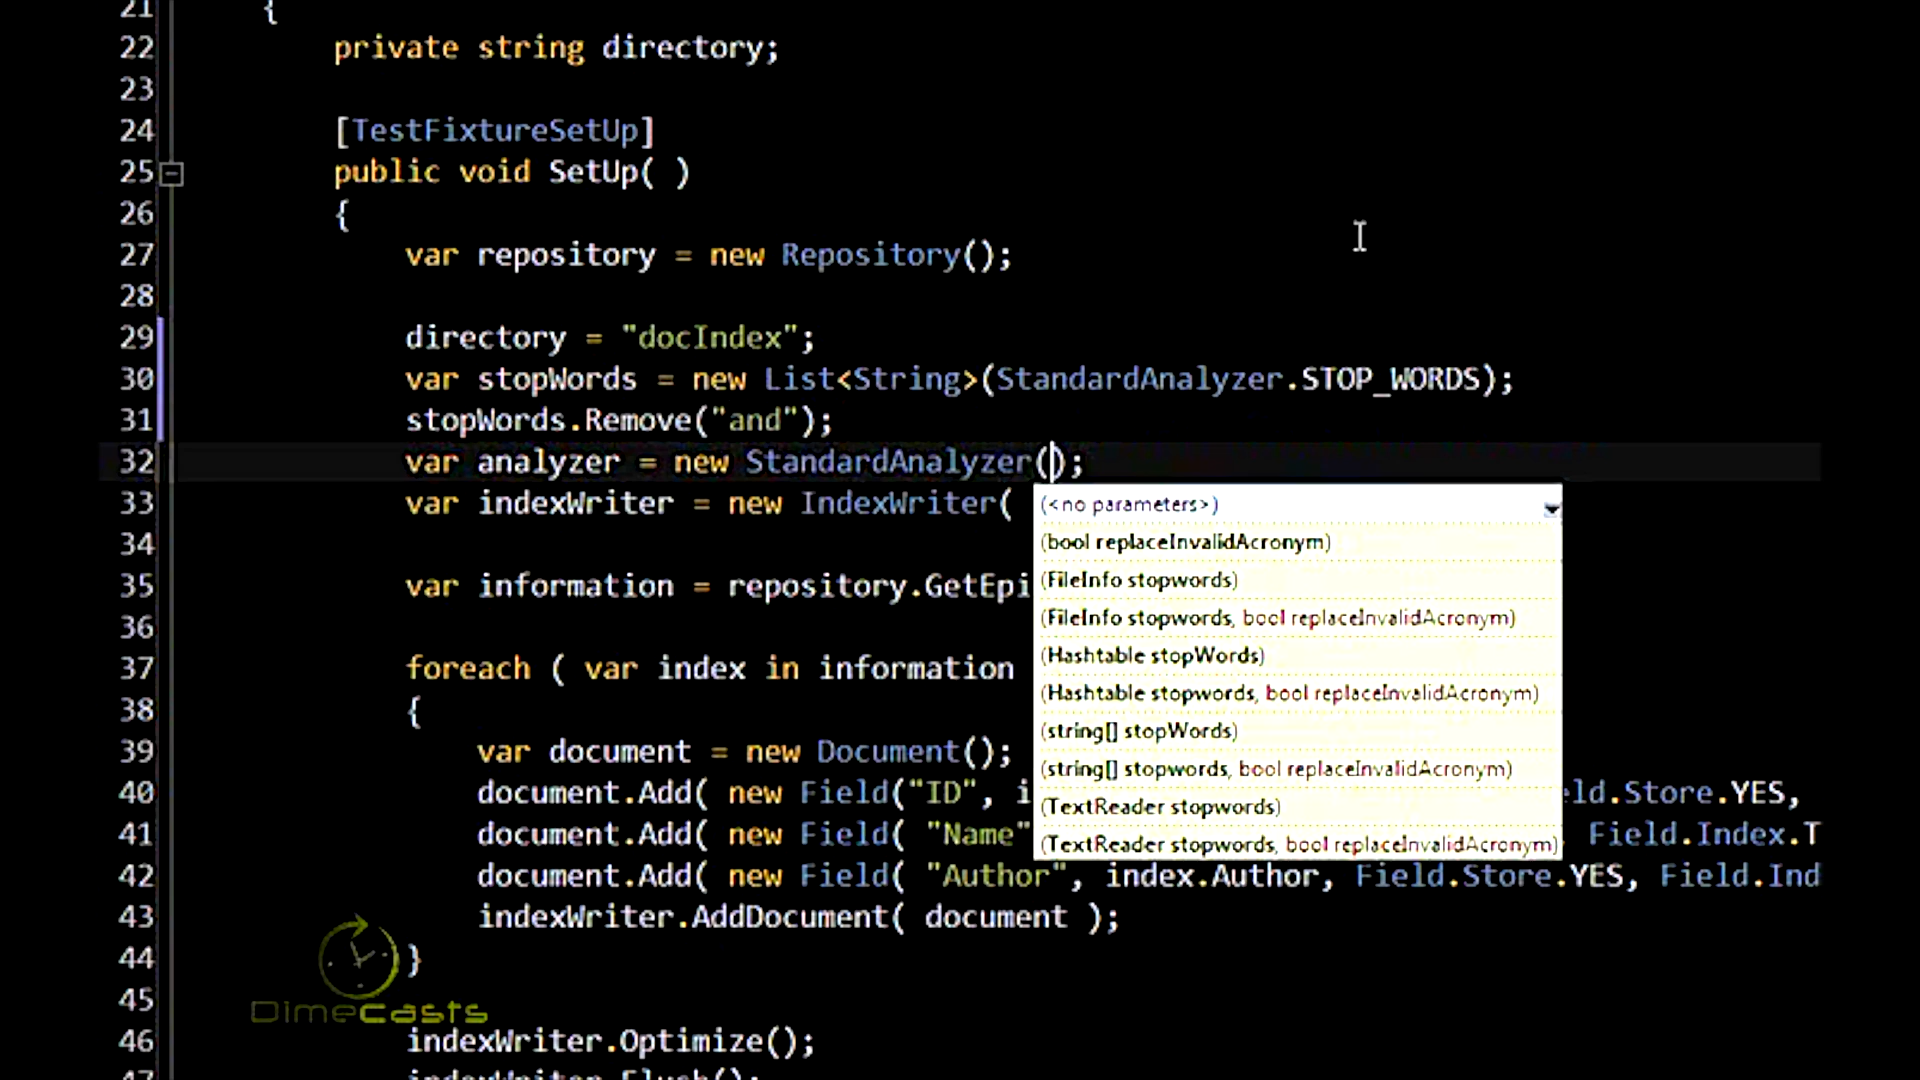 21 {
22 private string directory;
23
24 [TestFixtureSetUp]
25 public void SetUp( )
26 {
27 var repository = new Repository();
28
29 directory = "docIndex";
30 var stopWords = new List<String>(StandardAnalyzer.STOP_WORDS);
31 stopWords.Remove("and");
32 var analyzer = new StandardAnalyzer();
33 var indexWriter = new IndexWriter(
(<no parameters>)
(bool replaceInvalidAcronym)
(FileInfo stopwords)
(FileInfo stopwords, bool replaceInvalidAcronym)
(Hashtable stopWords)
(Hashtable stopwords, bool replaceInvalidAcronym)
(string[] stopWords)
(string[] stopwords, bool replaceInvalidAcronym)
(TextReader stopwords)
(TextReader stopwords, bool replaceInvalidAcronym)
34
35 var information = repository.GetEpi
36
37 foreach ( var index in information
38 {
39 var document = new Document();
40 document.Add( new Field("ID", i ld.Store.YES,
41 document.Add( new Field( "Name" Field.Index.T
42 document.Add( new Field( "Author", index.Author, Field.Store.YES, Field.Ind
43 indexWriter.AddDocument( document );
44 }
45
DimeCasts
46 indexWriter.Optimize();
47 indexWriter.Flush();